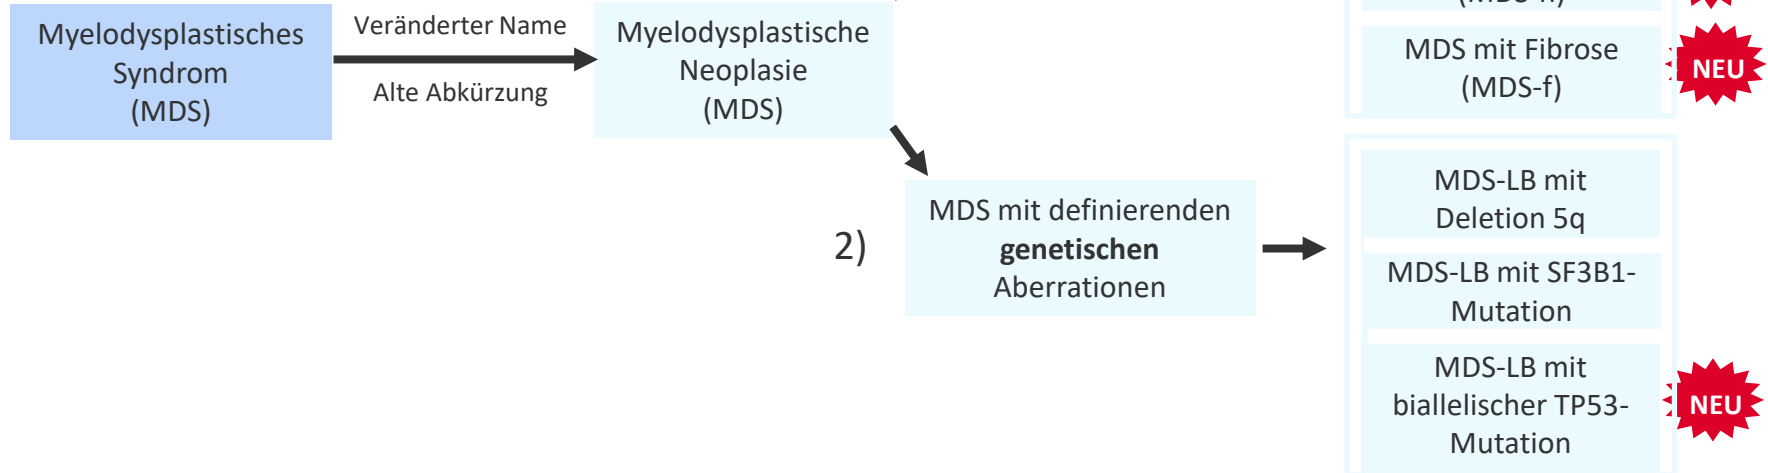 Myelodysplastisches
Syndrom
(MDS)
Veränderter Name
Alte Abkürzung
Myelodysplastische
Neoplasie
(MDS)
MDS mit Fibrose
(MDS-f)
NEU
2)
MDS mit definierenden
genetischen
Aberrationen
MDS-LB mit
Deletion 5q
MDS-LB mit SF3B1-
Mutation
MDS-LB mit
biallelischer TP53-
Mutation
NEU